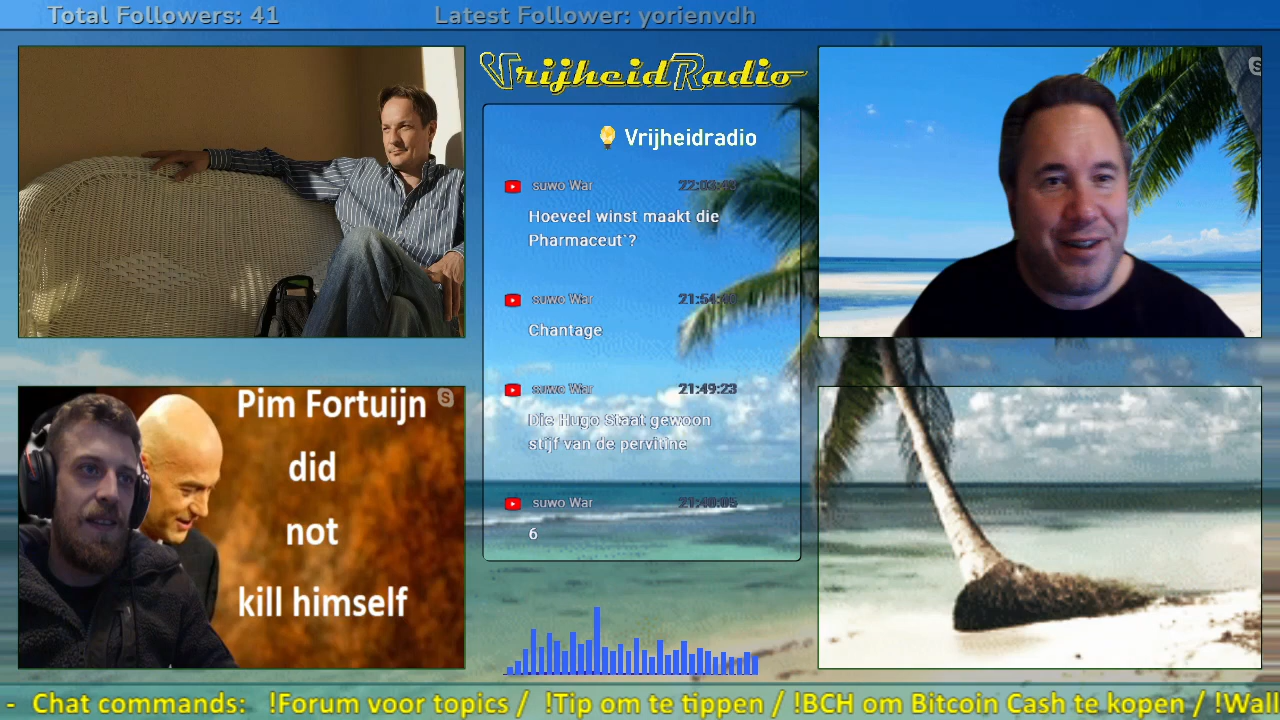 Total Followers: 41
Latest Follower: yorienvdh
VrijheidRadio
Vrijheidradio
suwo War
Hoeveel winst maakt die
Pharmaceut`?
suwo War
Chantage
suwo War 21:49:23
Die Hugo Staat gewoon
stijf van de pervitine
suwo War
6
Pim Fortuijn
did
not
kill himself
- Chat commands: !Forum voor topics / !Tip om te tippen / !BCH om Bitcoin Cash te kopen / !Wall